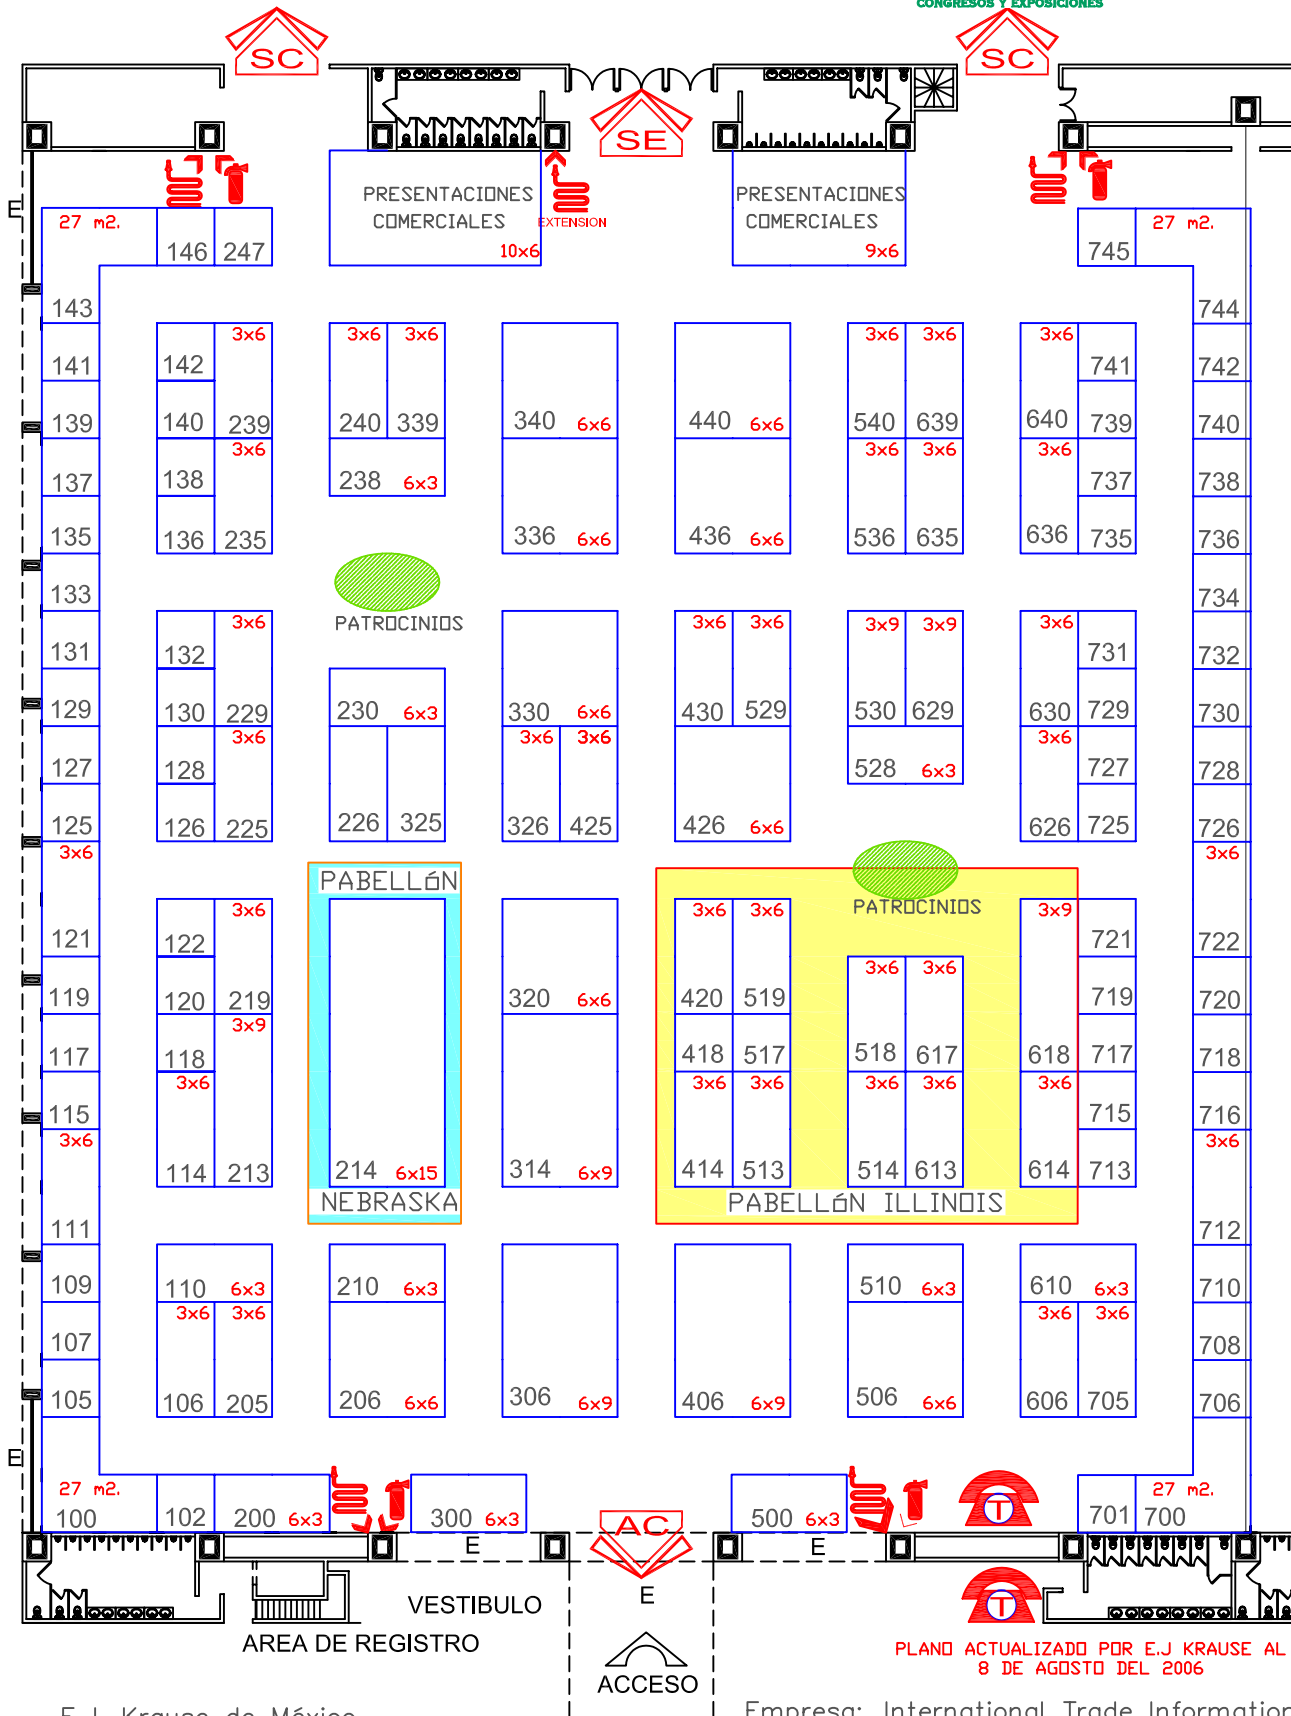 CONGRESOS Y EXPOSICIONES
SC
SC
SE
PRESENTACIONES
COMERCIALES
10x6
EXTENSION
PRESENTACIONES
COMERCIALES
9x6
E
27 m2.
146 247
745
27 m2.
143
744
3x6 3x6 3x6 3x6 3x6 3x6
141 142 741 742
139 140 239 240 339 340 6x6 440 6x6 540 639 640 739 740
3x6 3x6 3x6 3x6
137 138 238 6x3 737 738
135 136 235 336 6x6 436 6x6 536 635 636 735 736
133 734
PATROCINIOS
3x6 3x6 3x6 3x9 3x9 3x6
131 132 731 732
129 130 229 230 6x3 330 6x6 430 529 530 629 630 729 730
3x6 3x6 3x6 3x6
127 128 528 6x3 727 728
125 126 225 226 325 326 425 426 6x6 626 725 726
3x6 3x6
PABELLóN
PATROCINIOS
3x6 3x6 3x6 3x9
121 122 721 722
3x6 3x6
119 120 219 320 6x6 420 519 719 720
3x9
117 118 418 517 518 617 618 717 718
3x6 3x6 3x6 3x6 3x6 3x6
115 715 716
3x6 3x6
114 213 214 6x15 314 6x9 414 513 514 613 614 713
NEBRASKA
PABELLóN ILLINOIS
111 712
109 110 6x3 210 6x3 510 6x3 610 6x3 710
3x6 3x6 3x6 3x6
107 708
105 106 205 206 6x6 306 6x9 406 6x9 506 6x6 606 705 706
E
27 m2. 27 m2.
100 102 200 6x3 300 6x3 500 6x3 701 700
AC
T
E E
E
T
VESTIBULO
AREA DE REGISTRO
ACCESO
PLANO ACTUALIZADO POR E.J KRAUSE AL
8 DE AGOSTO DEL 2006
E.J. Krause de México
Empresa: International Trade Information